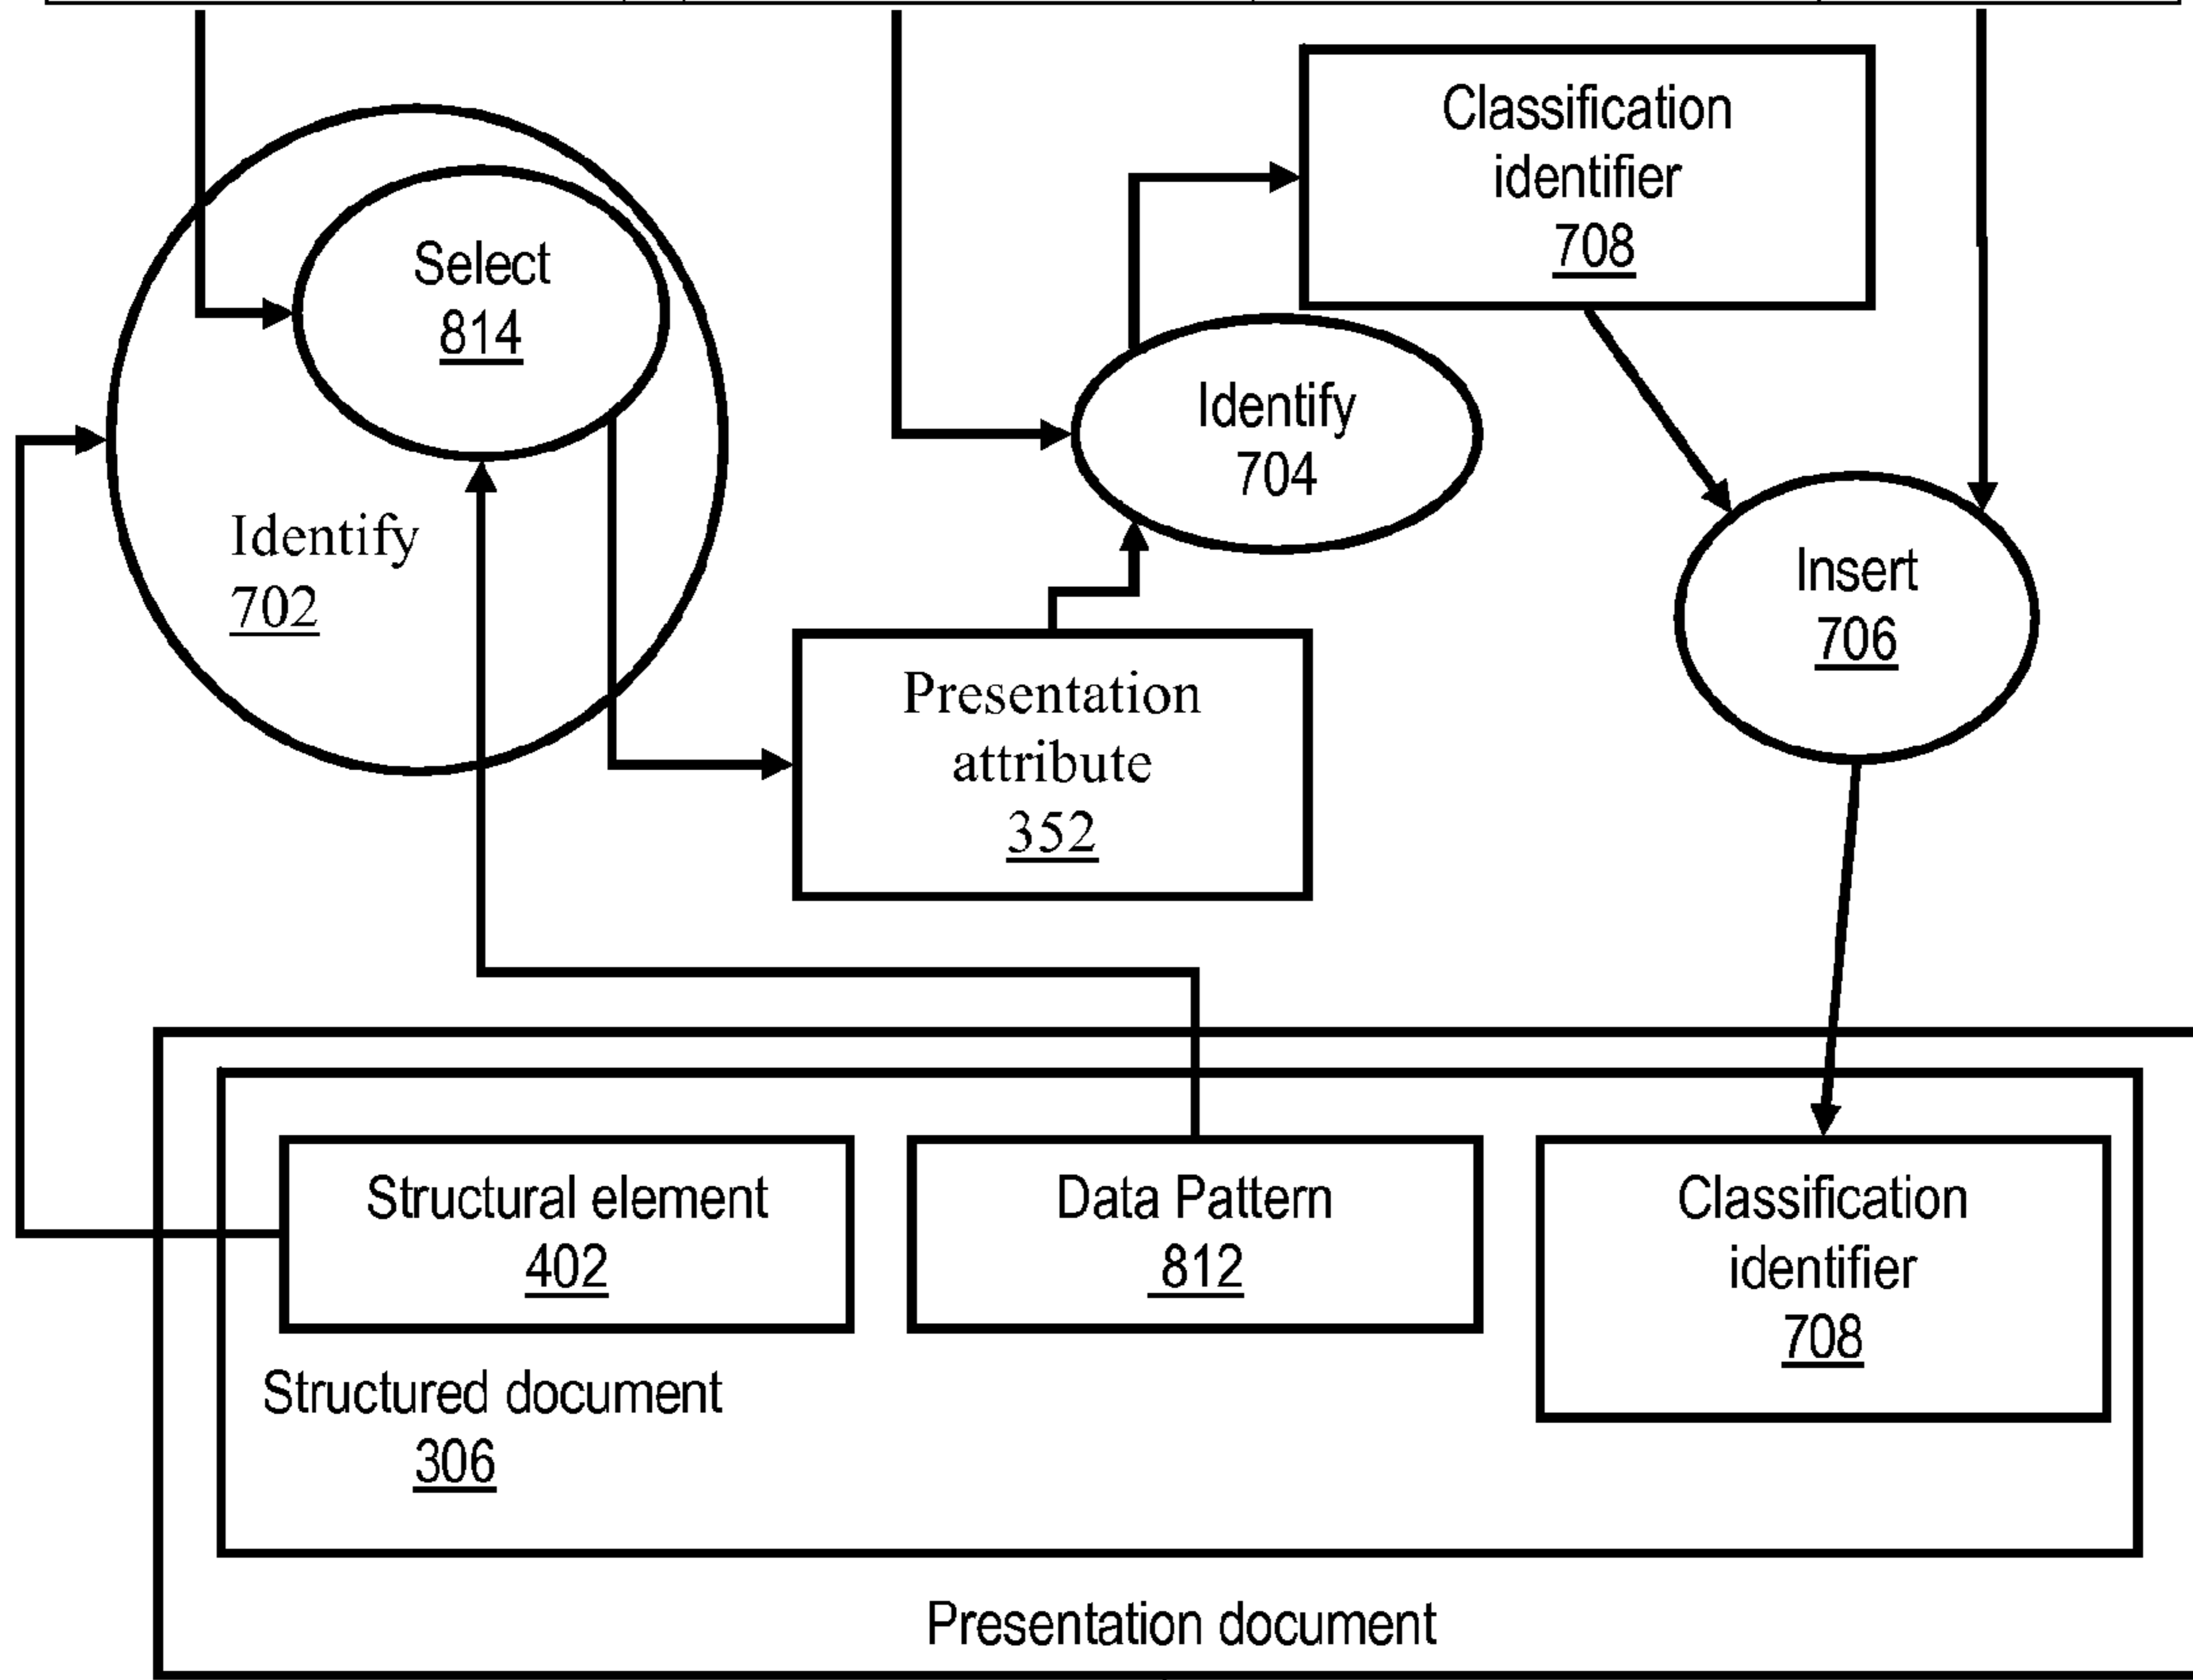 Classification
identifier
708
Select
814
Identify
704
Identify
702
Insert
706
Presentation
attribute
352
Structural element
402
Data Pattern
812
Classification
identifier
708
Structured document
306
Presentation document